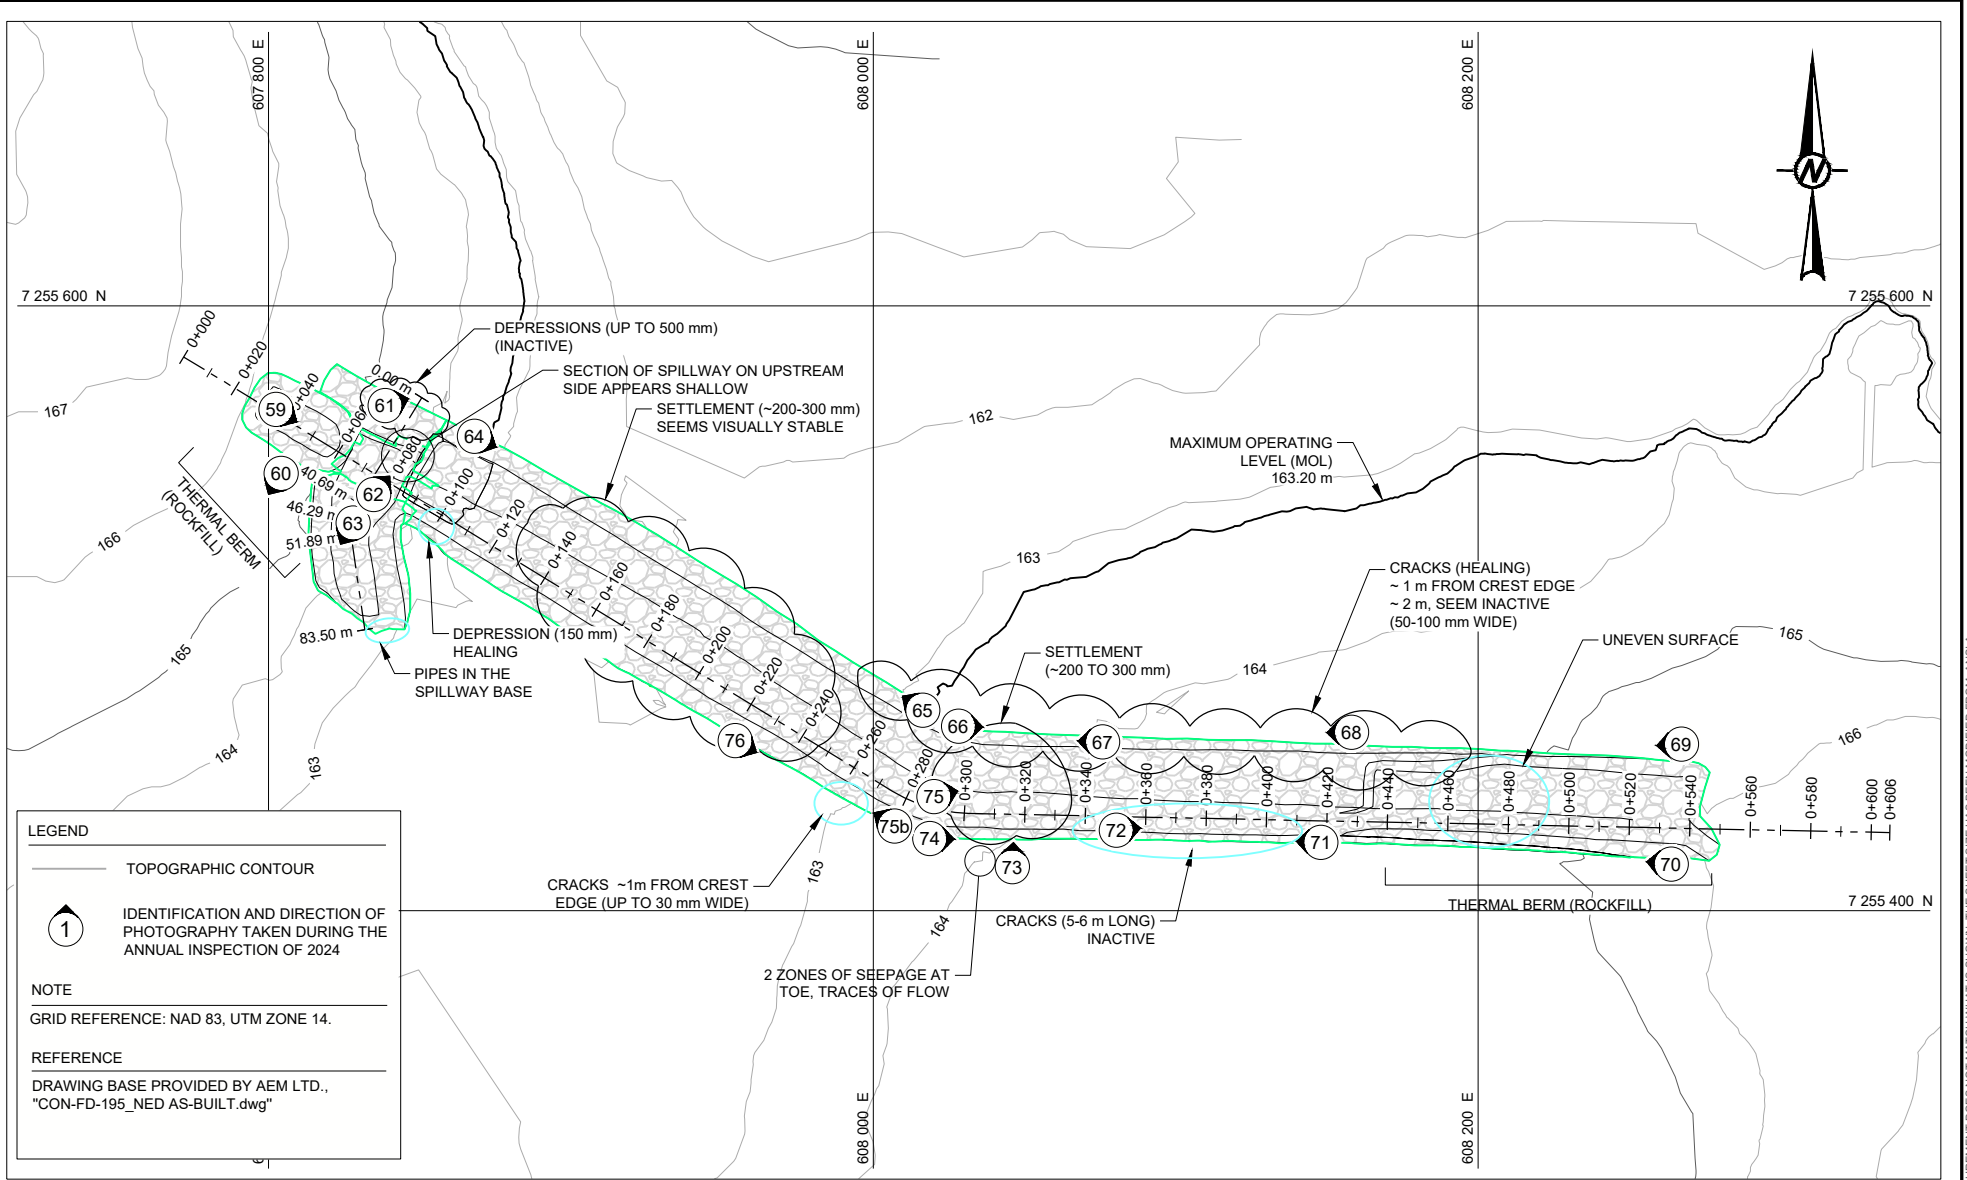 607 800 E
608 000 E
608 200 E
7 255 600 N
7 255 600 N
0+000
0+020
0+040
0+060
0+080
0+100
0+120
0+140
0+160
0+180
0+200
0+220
0+240
0+260
0+280
0+300
0+320
0+340
0+360
0+380
0+400
0+420
0+440
0+460
0+480
0+500
0+520
0+540
0+560
0+580
0+600
0+606
N
DEPRESSIONS (UP TO 500 mm)
(INACTIVE)
SECTION OF SPILLWAY ON UPSTREAM
SIDE APPEARS SHALLOW
SETTLEMENT (~200-300 mm)
SEEMS VISUALLY STABLE
0.00 m
40.69 m
46.29 m
51.89 m
83.50 m
59
60
61
62
63
64
65
66
67
68
69
70
71
72
73
74
75
75b
76
167
166
165
164
163
162
163
164
165
166
163
164
THERMAL BERM
(ROCKFILL)
MAXIMUM OPERATING
LEVEL (MOL)
163.20 m
CRACKS (HEALING)
~ 1 m FROM CREST EDGE
~ 2 m, SEEM INACTIVE
(50-100 mm WIDE)
UNEVEN SURFACE
SETTLEMENT
(~200 TO 300 mm)
DEPRESSION (150 mm)
HEALING
PIPES IN THE
SPILLWAY BASE
CRACKS ~1m FROM CREST
EDGE (UP TO 30 mm WIDE)
CRACKS (5-6 m LONG)
INACTIVE
2 ZONES OF SEEPAGE AT
TOE, TRACES OF FLOW
THERMAL BERM (ROCKFILL)
7 255 400 N
LEGEND
TOPOGRAPHIC CONTOUR
1
IDENTIFICATION AND DIRECTION OF
PHOTOGRAPHY TAKEN DURING THE
ANNUAL INSPECTION OF 2024
NOTE
GRID REFERENCE: NAD 83, UTM ZONE 14.
REFERENCE
DRAWING BASE PROVIDED BY AEM LTD.,
"CON-FD-195_NED AS-BUILT.dwg"
608 000 E
608 200 E